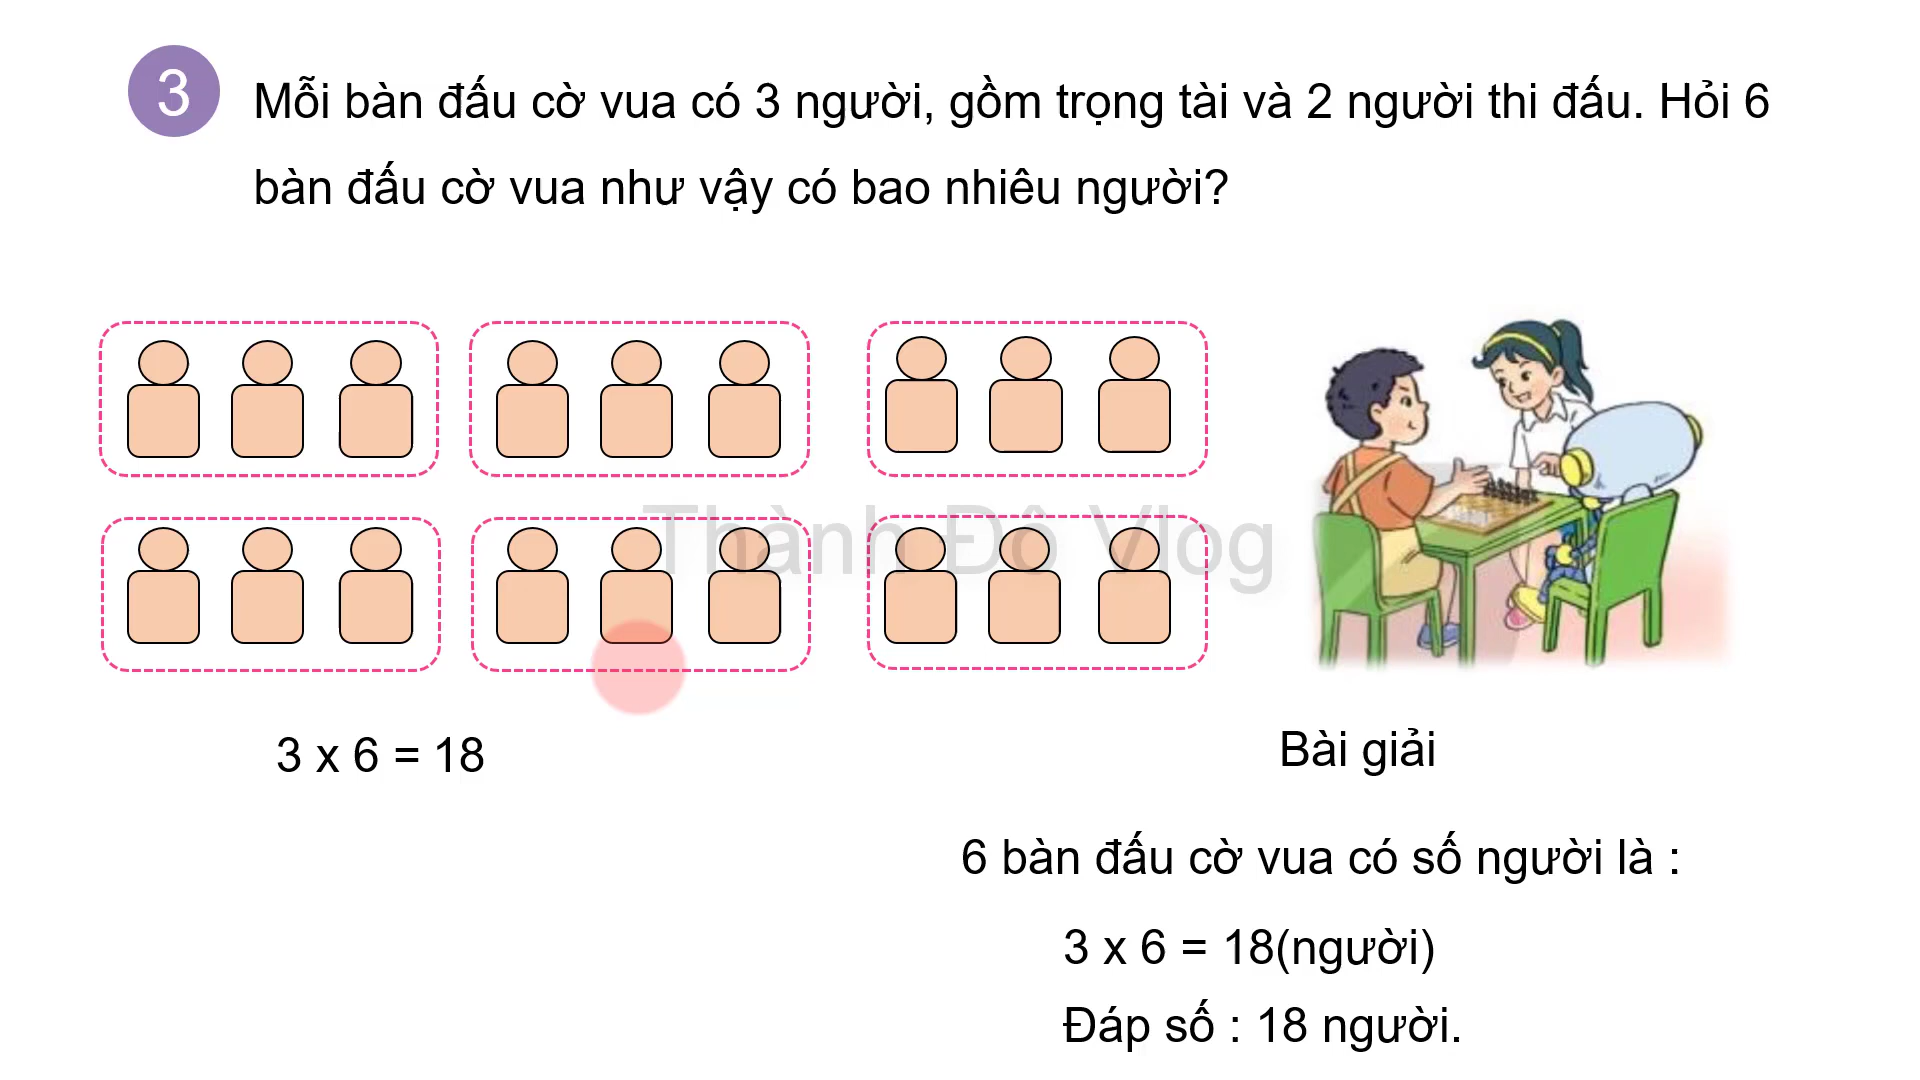 3
Mỗi bàn đấu cờ vua có 3 người, gồm trọng tài và 2 người thi đấu. Hỏi 6
bàn đấu cờ vua như vậy có bao nhiêu người?
Thành Đô Vlog
3 x 6 = 18
Bài giải
6 bàn đấu cờ vua có số người là :
3 x 6 = 18(người)
Đáp số : 18 người.